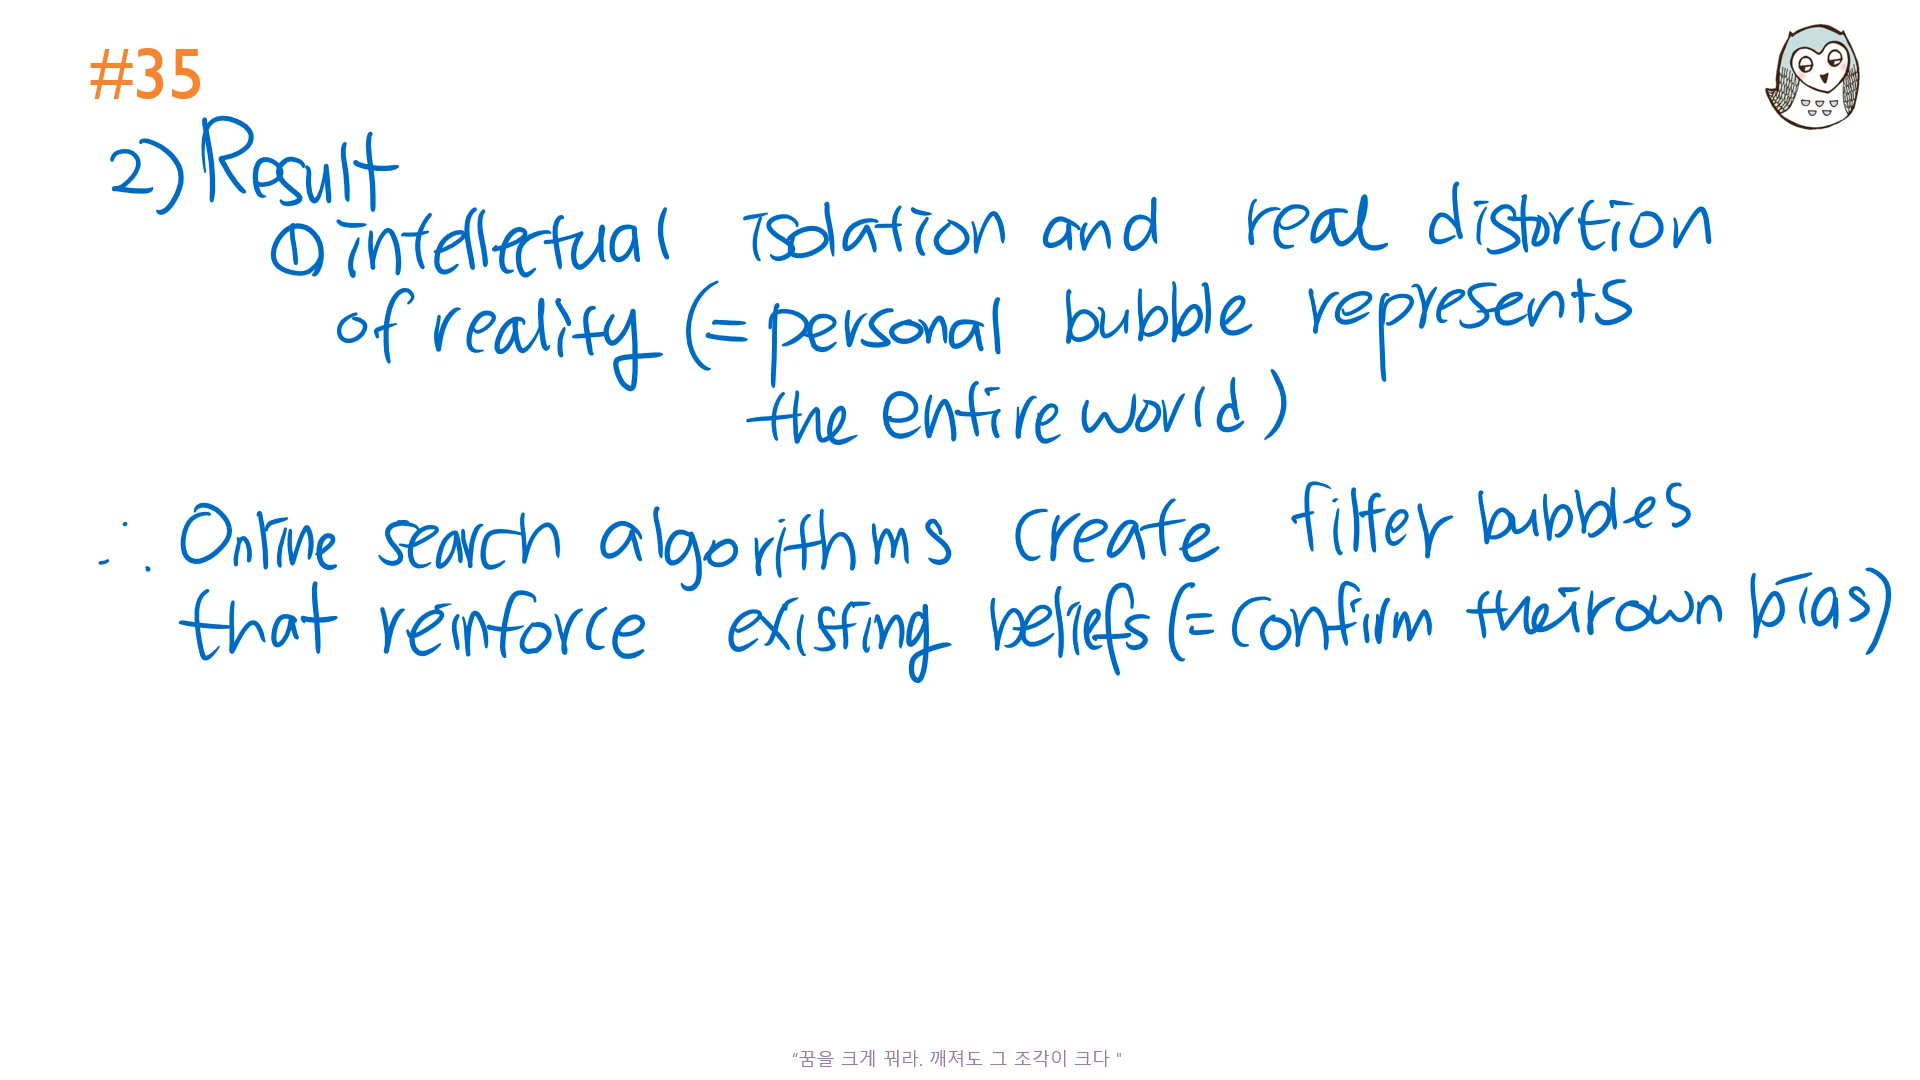 #35
2) Result
① intellectual isolation and real distortion
of reality (= personal bubble represents
the entire world)
∴ Online search algorithms create filter bubbles
that reinforce existing beliefs (= confirm their own bias)
“꿈을 크게 꿔라. 깨져도 그 조각이 크다 "